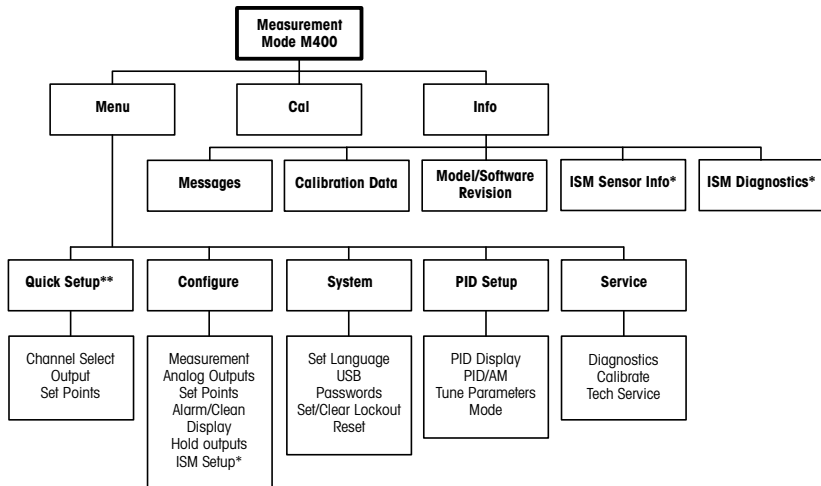 Measurement
Mode M400
Menu
Cal
Info
Messages
Calibration Data
Model/Software
Revision
ISM Sensor Info*
ISM Diagnostics*
Quick Setup**
Configure
System
PID Setup
Service
Channel Select
Output
Set Points
Measurement
Analog Outputs
Set Points
Alarm/Clean
Display
Hold outputs
ISM Setup*
Set Language
USB
Passwords
Set/Clear Lockout
Reset
PID Display
PID/AM
Tune Parameters
Mode
Diagnostics
Calibrate
Tech Service